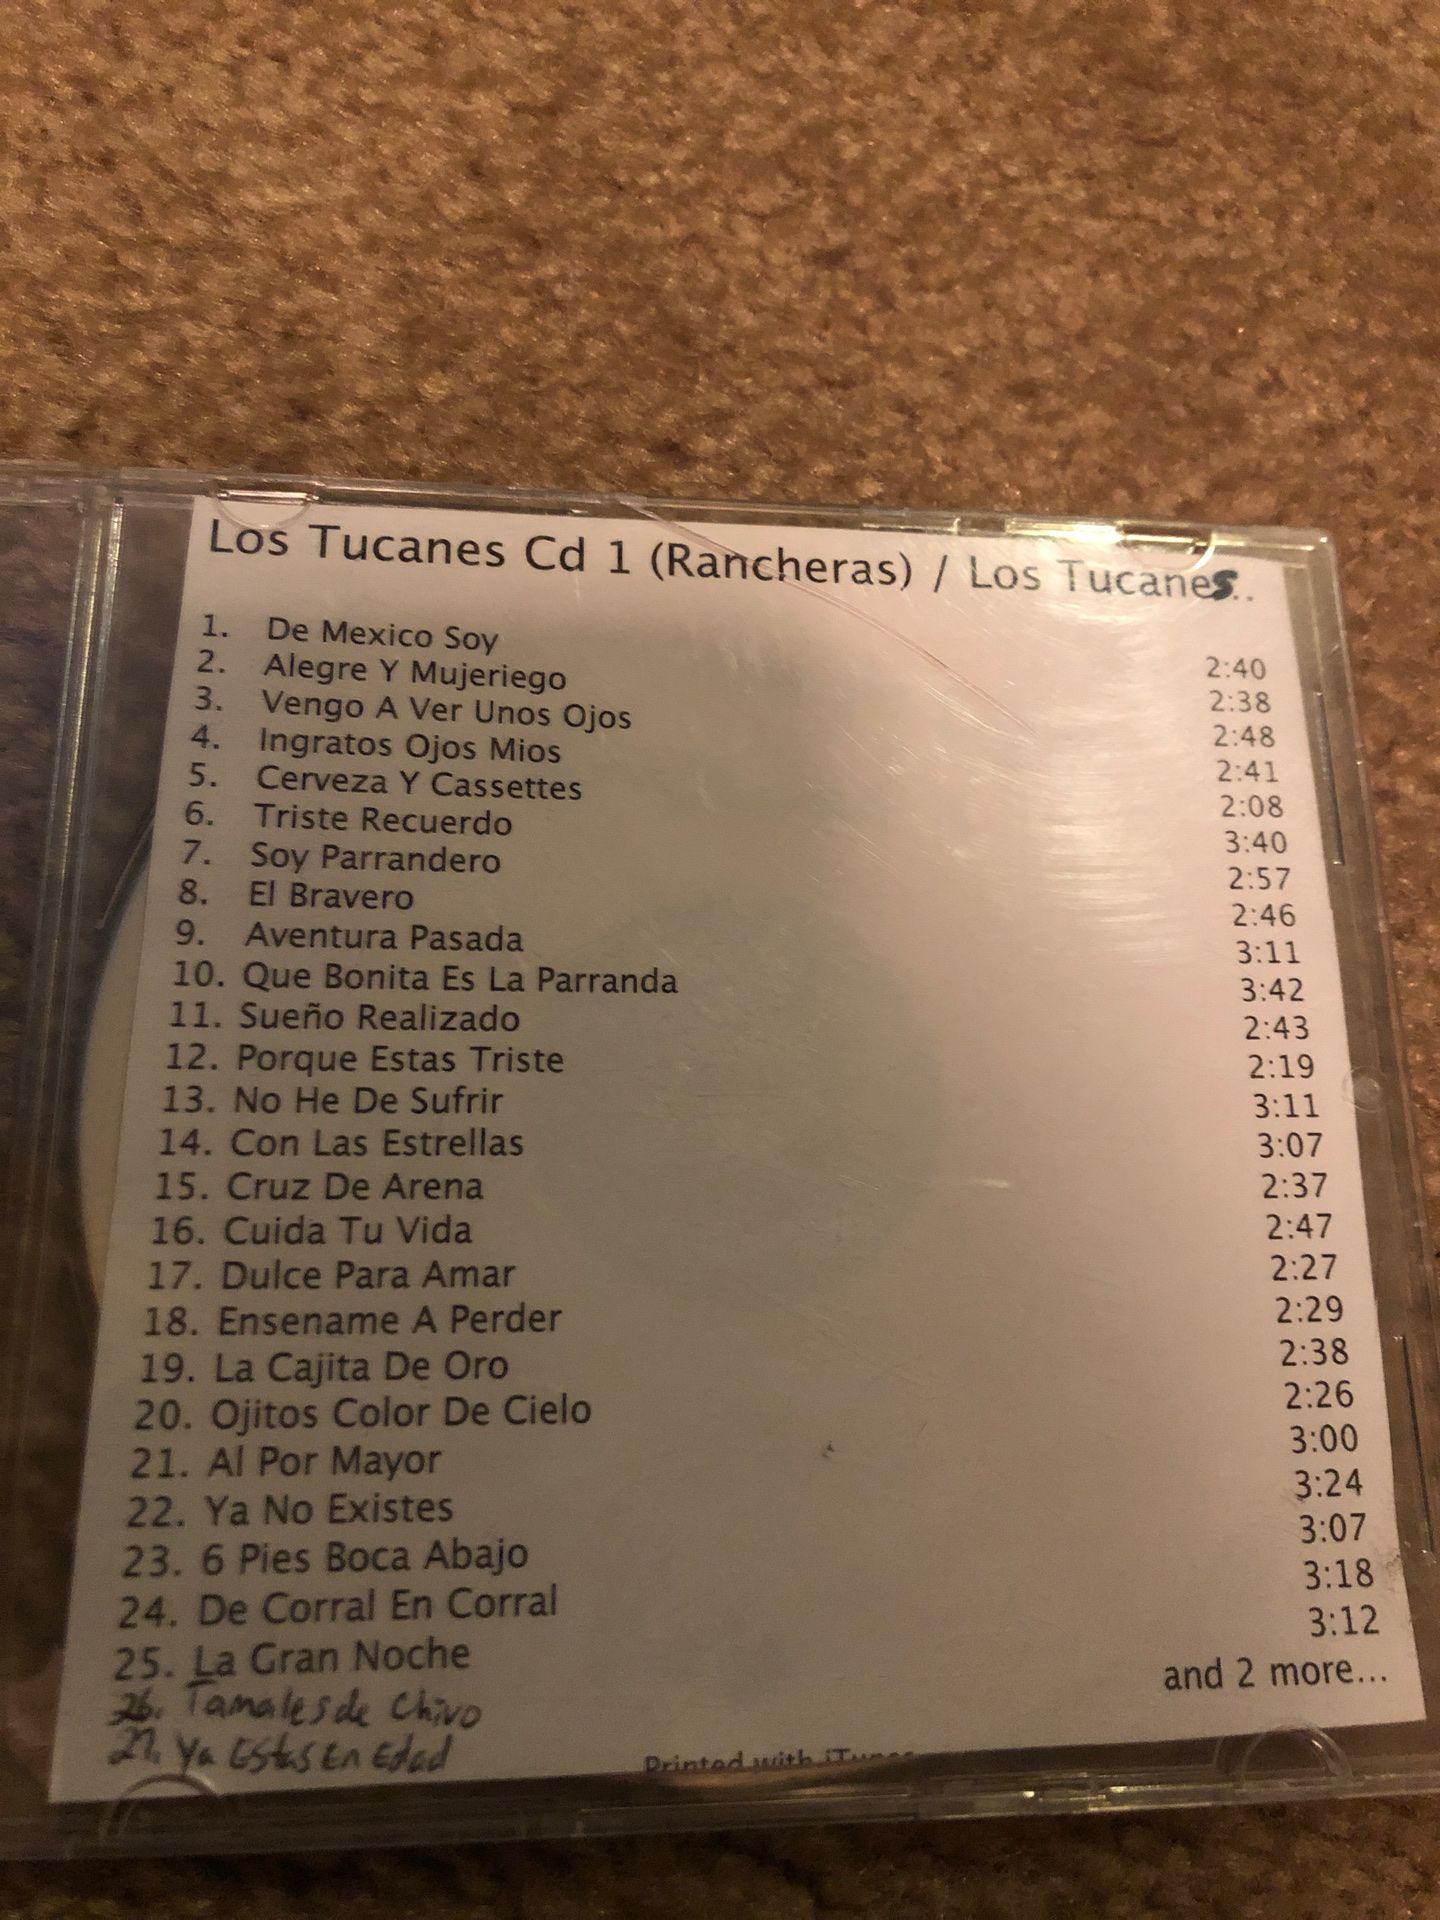 Los Tucanes Cd 1 (Rancheras) / Los Tucanes..
1. De Mexico Soy 2:40
2. Alegre Y Mujeriego 2:38
3. Vengo A Ver Unos Ojos 2:48
4. Ingratos Ojos Mios 2:41
5. Cerveza Y Cassettes 2:08
6. Triste Recuerdo 3:40
7. Soy Parrandero 2:57
8. El Bravero 2:46
9. Aventura Pasada 3:11
10. Que Bonita Es La Parranda 3:42
11. Sueño Realizado 2:43
12. Porque Estas Triste 2:19
13. No He De Sufrir 3:11
14. Con Las Estrellas 3:07
15. Cruz De Arena 2:37
16. Cuida Tu Vida 2:47
17. Dulce Para Amar 2:27
18. Ensename A Perder 2:29
19. La Cajita De Oro 2:38
20. Ojitos Color De Cielo 2:26
21. Al Por Mayor 3:00
22. Ya No Existes 3:24
23. 6 Pies Boca Abajo 3:07
24. De Corral En Corral 3:18
25. La Gran Noche 3:12
and 2 more...
26. Tamales de Chivo
27. Ya Estas En Edad
Printed with iTunes